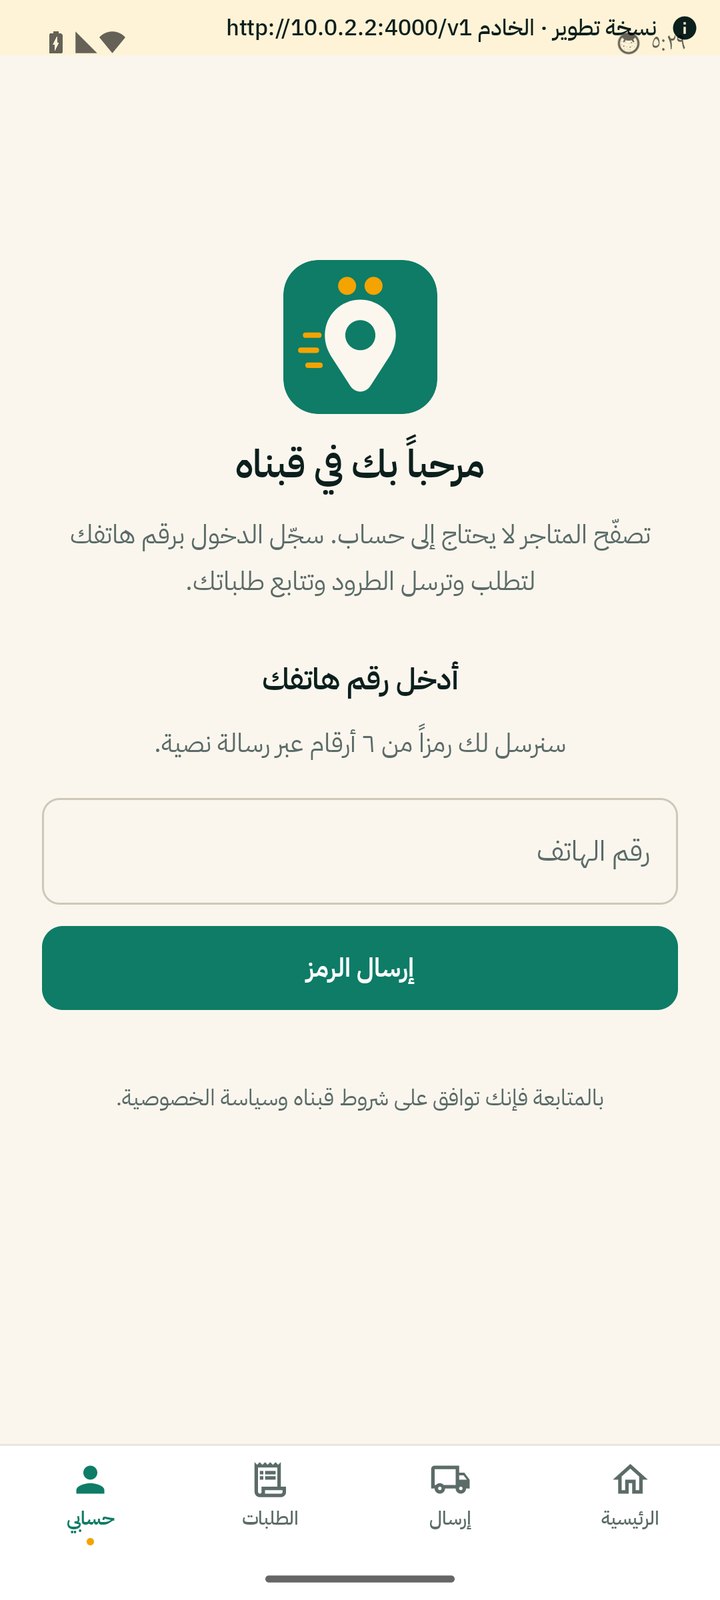 نسخة تطوير · الخادم http://10.0.2.2:4000/v1
٥:٢٩
مرحباً بك في قبناه
تصفّح المتاجر لا يحتاج إلى حساب. سجّل الدخول برقم هاتفك
لتطلب وترسل الطرود وتتابع طلباتك.
أدخل رقم هاتفك
سنرسل لك رمزاً من ٦ أرقام عبر رسالة نصية.
رقم الهاتف
إرسال الرمز
بالمتابعة فإنك توافق على شروط قبناه وسياسة الخصوصية.
الرئيسية
إرسال
الطلبات
حسابي